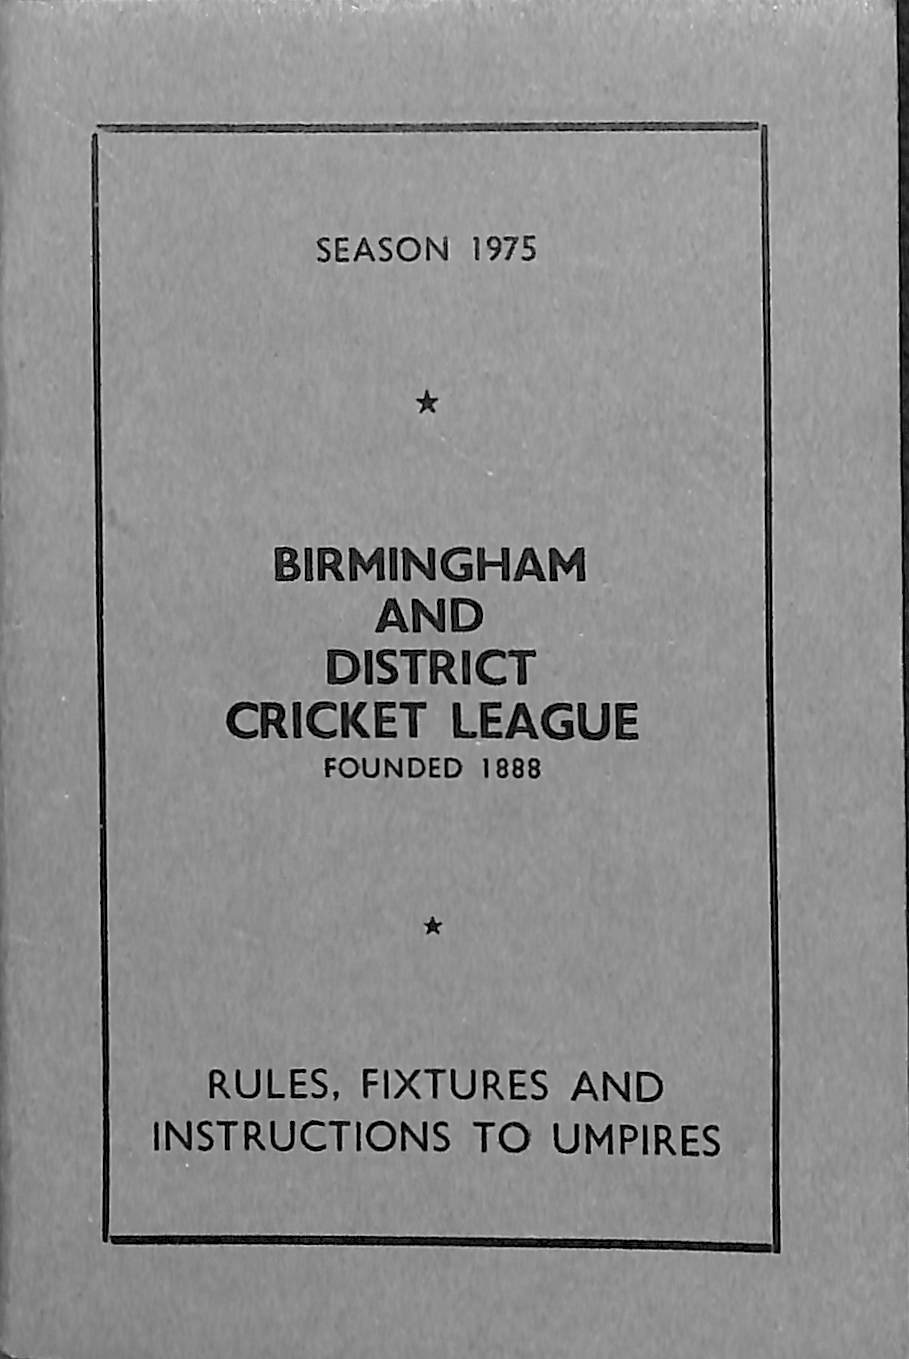 SEASON 1975
★
BIRMINGHAM
AND
DISTRICT
CRICKET LEAGUE
FOUNDED 1888
★
RULES, FIXTURES AND
INSTRUCTIONS TO UMPIRES